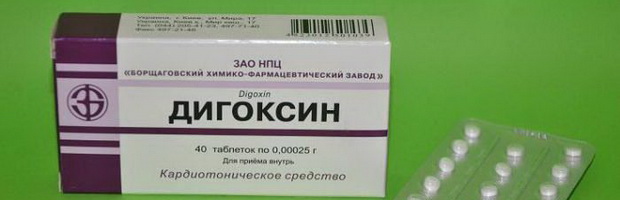 ЗАО НПЦ
«БОРЩАГОВСКИЙ ХИМИКО-ФАРМАЦЕВТИЧЕСКИЙ ЗАВОД»
Digoxin
ДИГОКСИН
40 таблеток по 0,00025 г
Для приёма внутрь
Кардиотоническое средство